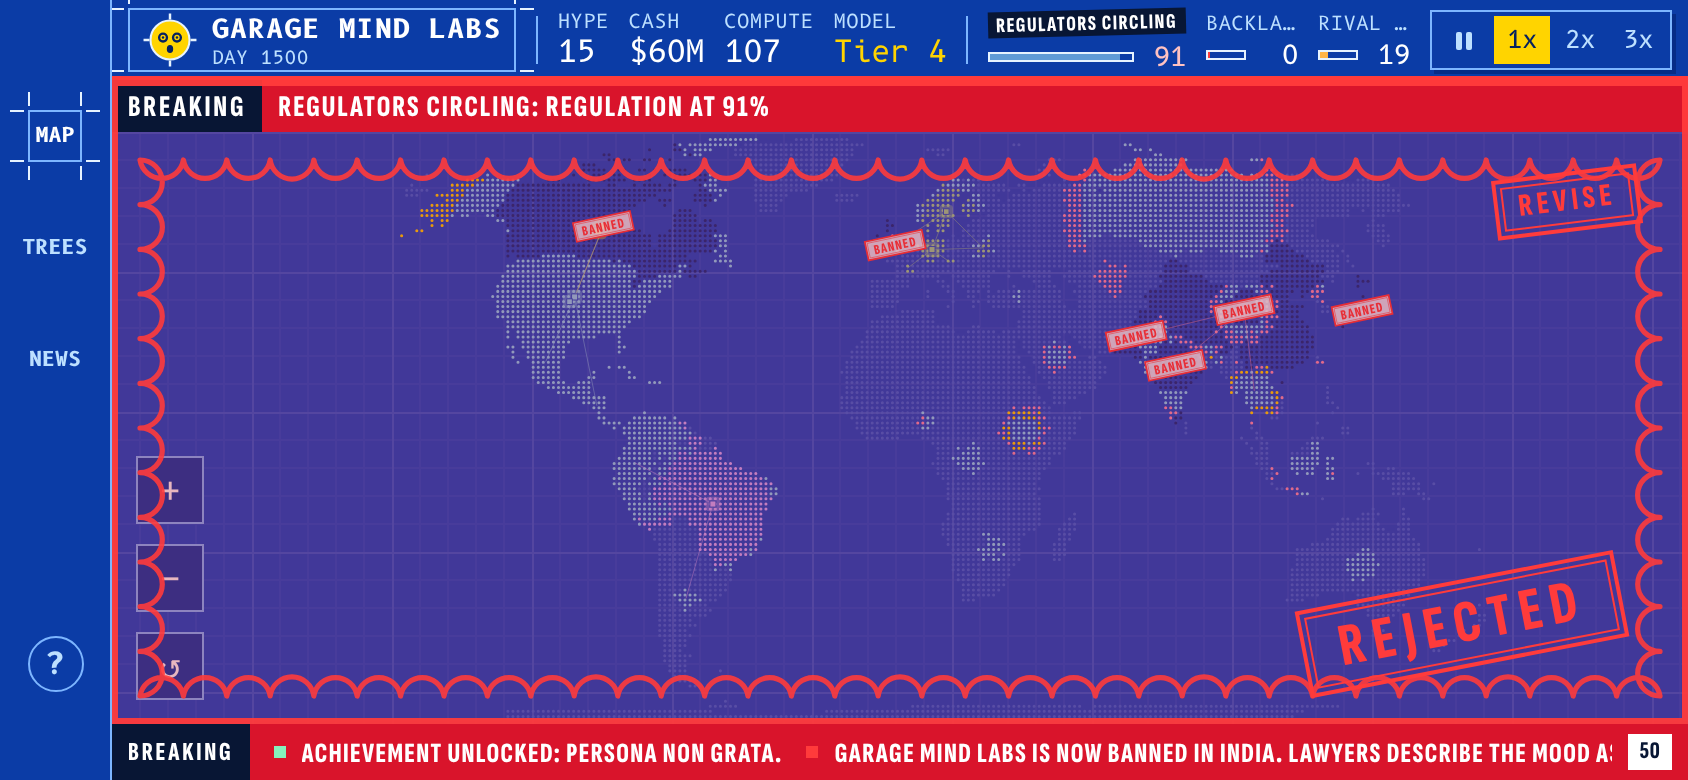 GARAGE MIND LABS
DAY 1500
HYPE
15
CASH
$60M
COMPUTE
107
MODEL
Tier 4
REGULATORS CIRCLING
91
BACKLA…
0
RIVAL …
19
1x
2x
3x
BREAKING
REGULATORS CIRCLING: REGULATION AT 91%
MAP
TREES
NEWS
?
REVISE
BANNED
BANNED
BANNED
BANNED
BANNED
BANNED
+
−
↺
REJECTED
BREAKING
ACHIEVEMENT UNLOCKED: PERSONA NON GRATA.
GARAGE MIND LABS IS NOW BANNED IN INDIA. LAWYERS DESCRIBE THE MOOD
50